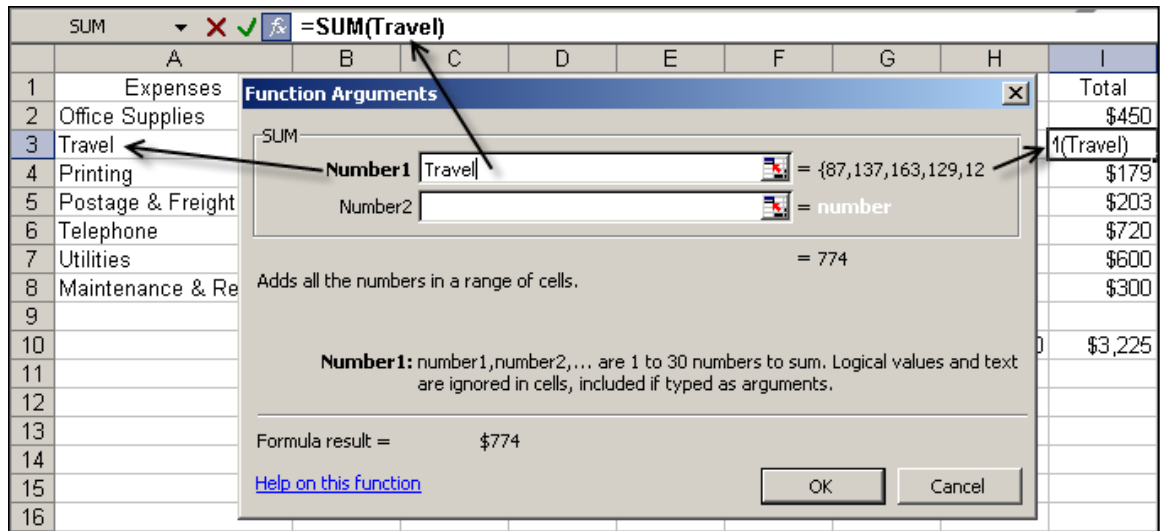 SUM =SUM(Travel)
A B C D E F G H I
1 Expenses Total
2 Office Supplies $450
3 Travel 1(Travel)
4 Printing $179
5 Postage & Freight $203
6 Telephone $720
7 Utilities $600
8 Maintenance & Re $300
9
10 $3,225
11
12
13
14
15
16
Function Arguments
SUM
Number1 Travel = {87,137,163,129,12
Number2 = number
= 774
Adds all the numbers in a range of cells.
Number1: number1,number2,... are 1 to 30 numbers to sum. Logical values and text
are ignored in cells, included if typed as arguments.
Formula result = $774
Help on this function OK Cancel